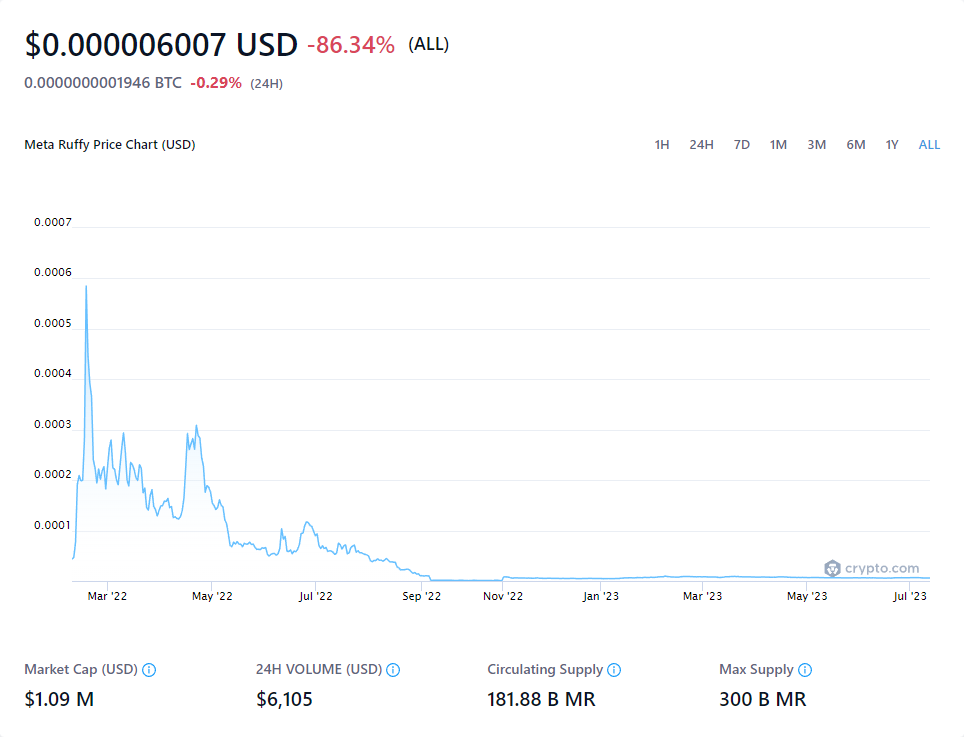 $0.000006007 USD -86.34% (ALL)
0.0000000001946 BTC -0.29% (24H)
Meta Ruffy Price Chart (USD) 1H 24H 7D 1M 3M 6M 1Y ALL
0.0007
0.0006
0.0005
0.0004
0.0003
0.0002
0.0001
crypto.com
Mar '22 May '22 Jul '22 Sep '22 Nov '22 Jan '23 Mar '23 May '23 Jul '23
Market Cap (USD) 24H VOLUME (USD) Circulating Supply Max Supply
$1.09 M $6,105 181.88 B MR 300 B MR